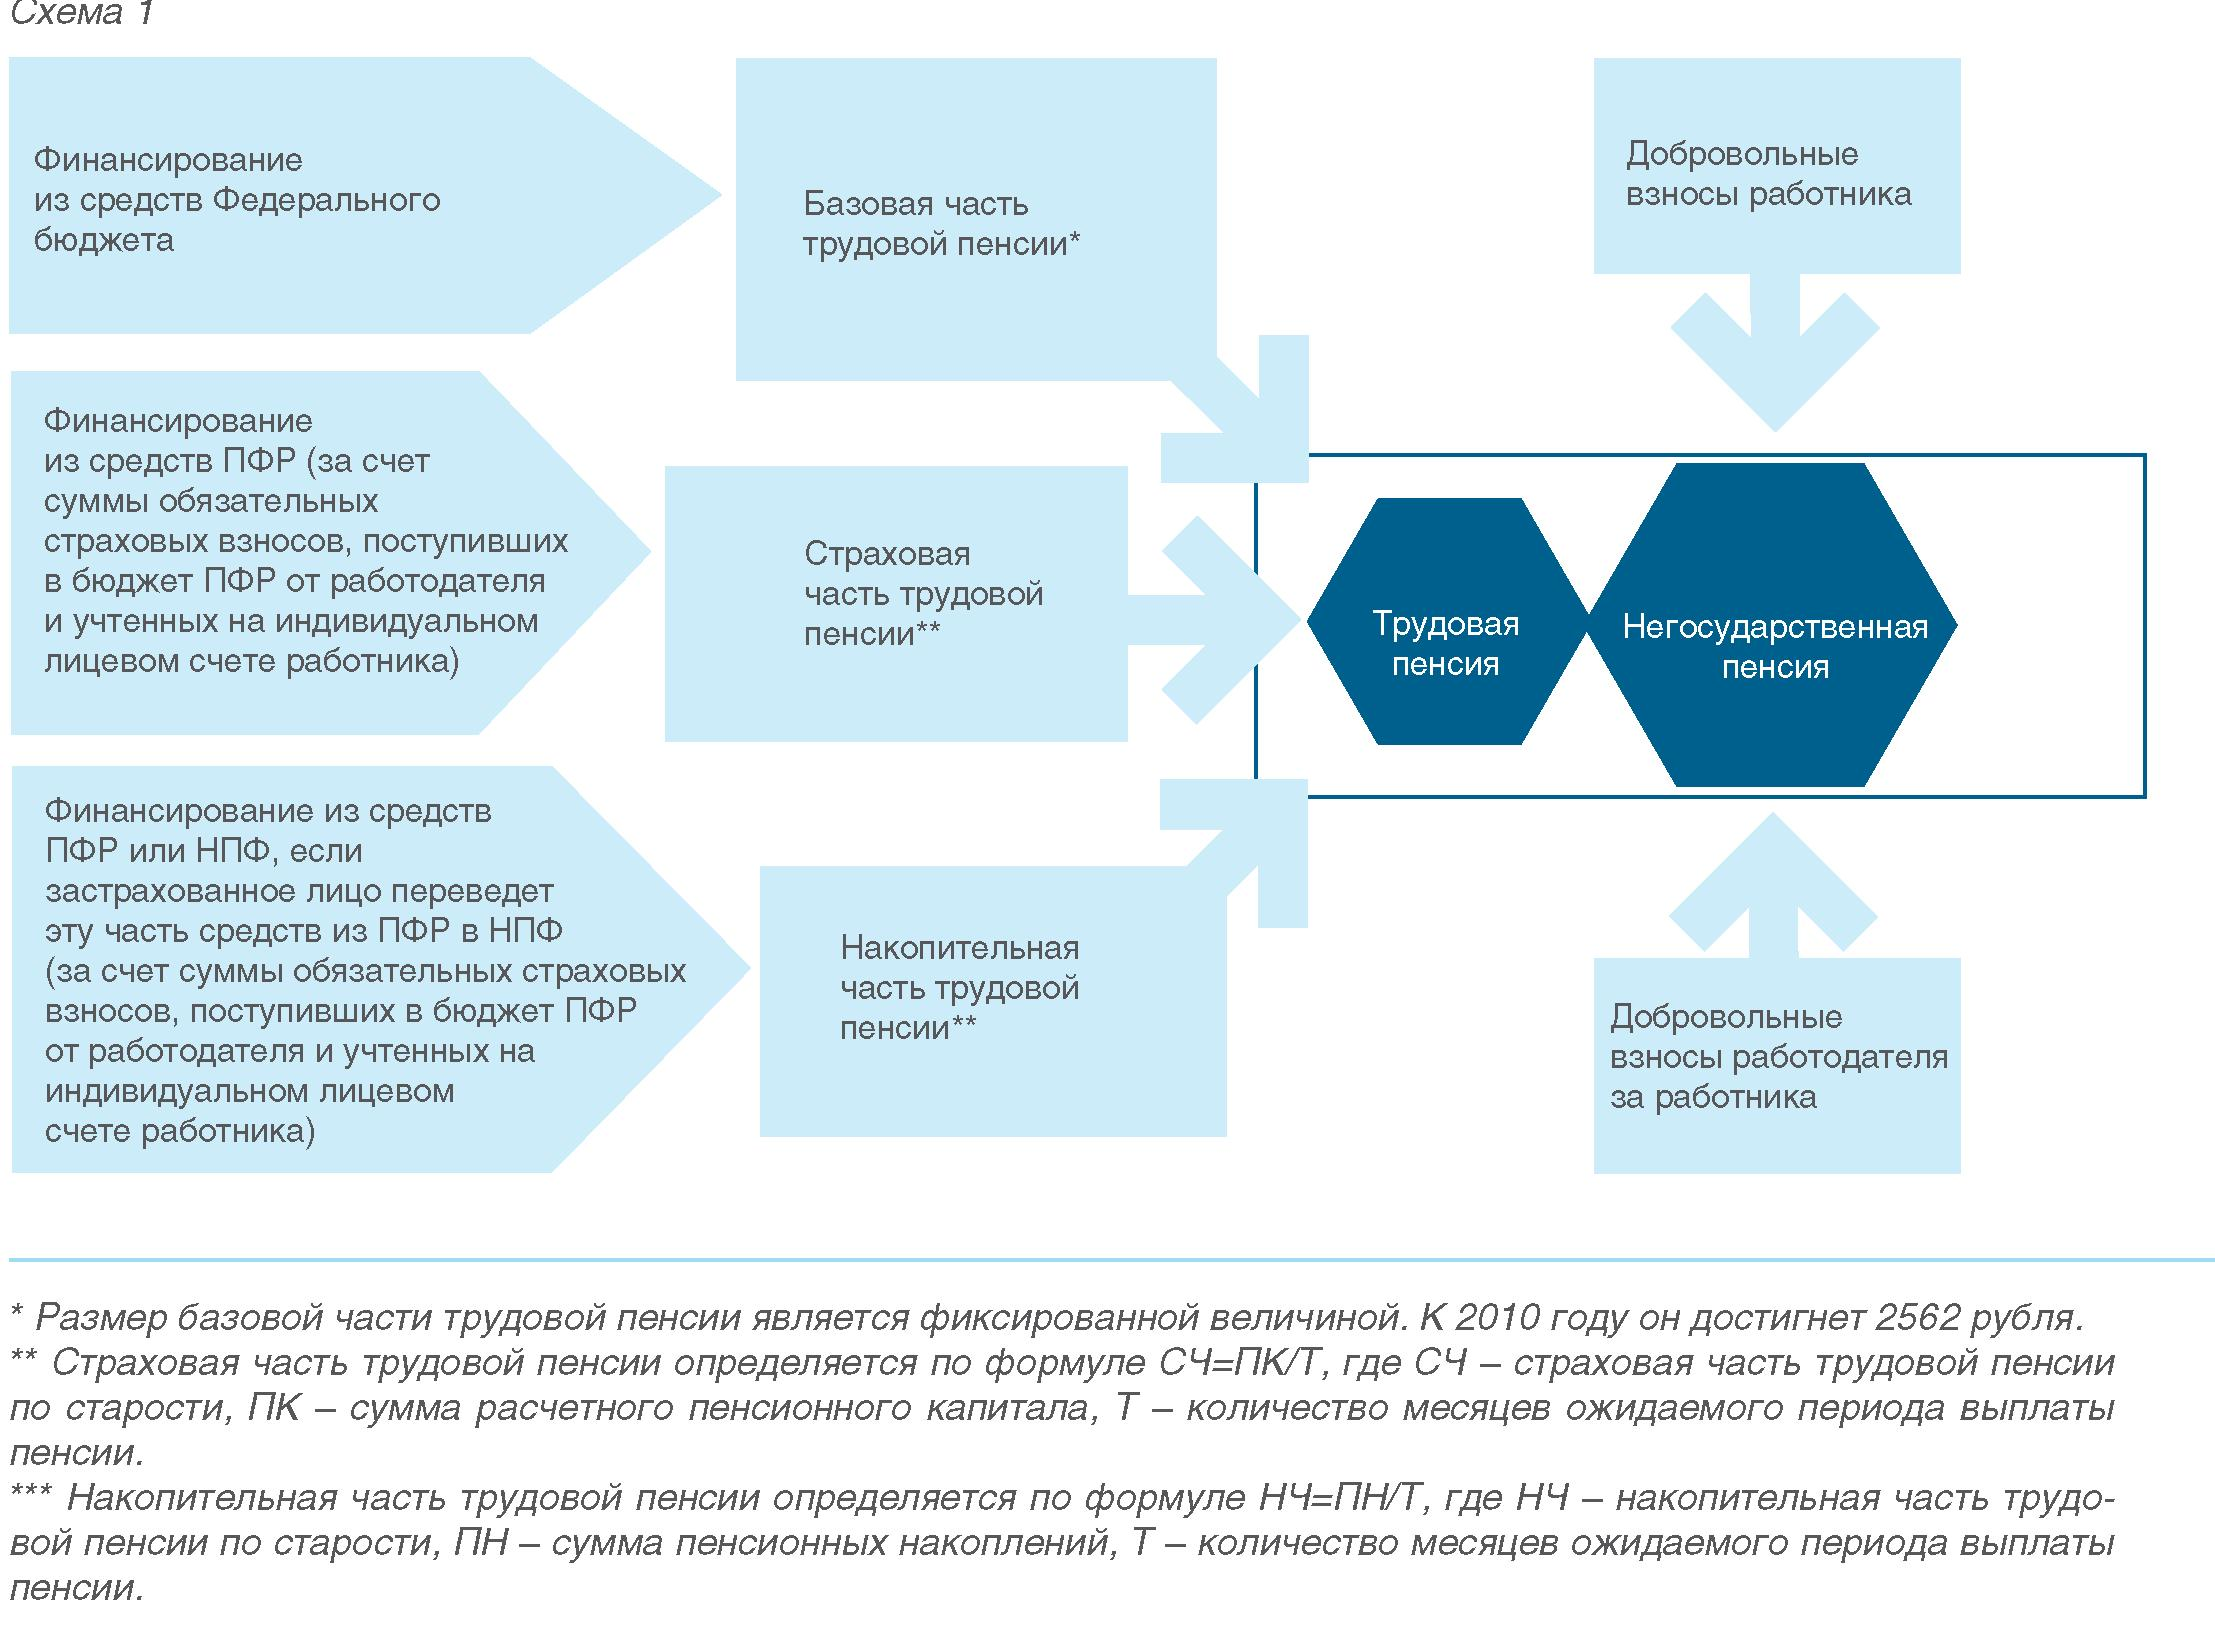 Схема 1
Финансирование
из средств Федерального
бюджета
Базовая часть
трудовой пенсии*
Добровольные
взносы работника
Финансирование
из средств ПФР (за счет
суммы обязательных
страховых взносов, поступивших
в бюджет ПФР от работодателя
и учтенных на индивидуальном
лицевом счете работника)
Страховая
часть трудовой
пенсии**
Трудовая
пенсия
Негосударственная
пенсия
Финансирование из средств
ПФР или НПФ, если
застрахованное лицо переведет
эту часть средств из ПФР в НПФ
(за счет суммы обязательных страховых
взносов, поступивших в бюджет ПФР
от работодателя и учтенных на
индивидуальном лицевом
счете работника)
Накопительная
часть трудовой
пенсии**
Добровольные
взносы работодателя
за работника
* Размер базовой части трудовой пенсии является фиксированной величиной. К 2010 году он достигнет 2562 рубля.
** Страховая часть трудовой пенсии определяется по формуле СЧ=ПК/Т, где СЧ – страховая часть трудовой пенсии
по старости, ПК – сумма расчетного пенсионного капитала, Т – количество месяцев ожидаемого периода выплаты
пенсии.
*** Накопительная часть трудовой пенсии определяется по формуле НЧ=ПН/Т, где НЧ – накопительная часть трудо-
вой пенсии по старости, ПН – сумма пенсионных накоплений, Т – количество месяцев ожидаемого периода выплаты
пенсии.